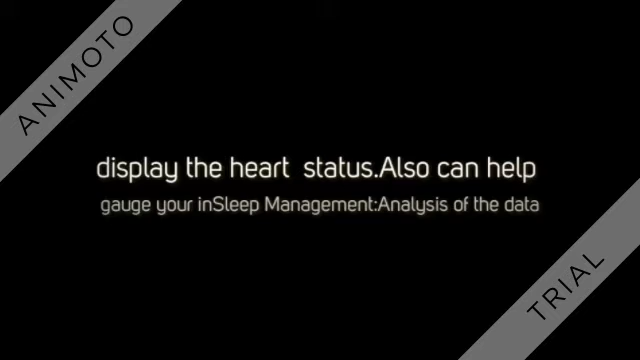 ANIMOTO
display the heart  status.Also can help
gauge your inSleep Management:Analysis of the data
TRIAL